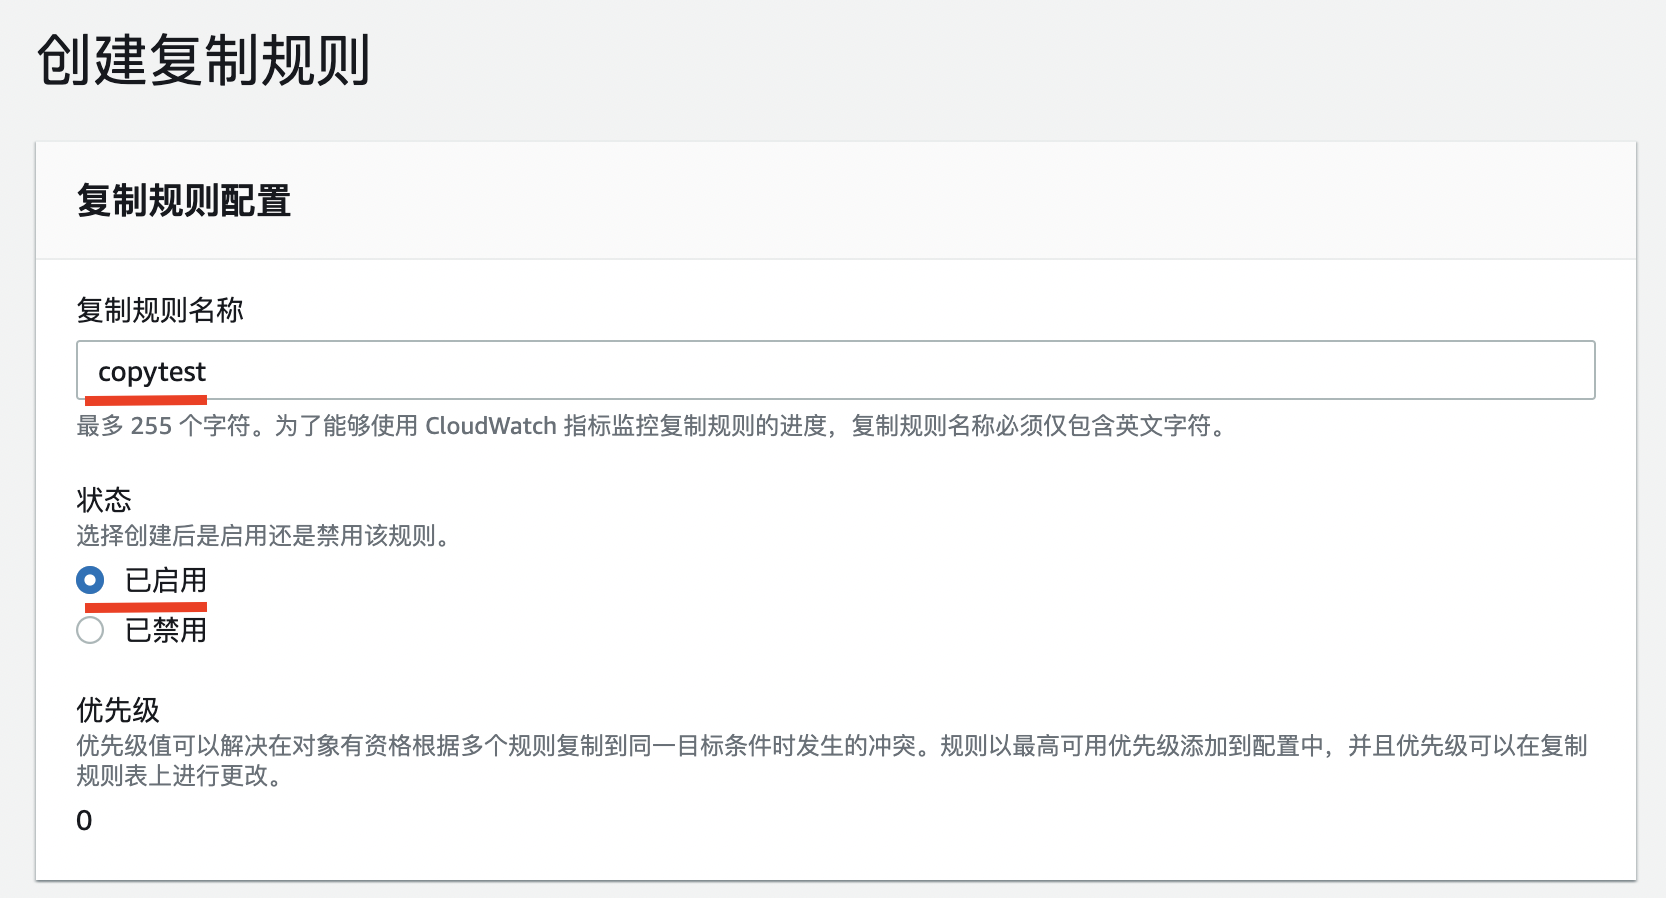 创建复制规则
复制规则配置
复制规则名称
copytest
最多 255 个字符。为了能够使用 CloudWatch 指标监控复制规则的进度，复制规则名称必须仅包含英文字符。
状态
选择创建后是启用还是禁用该规则。
已启用
已禁用
优先级
优先级值可以解决在对象有资格根据多个规则复制到同一目标条件时发生的冲突。规则以最高可用优先级添加到配置中，并且优先级可以在复制
规则表上进行更改。
0